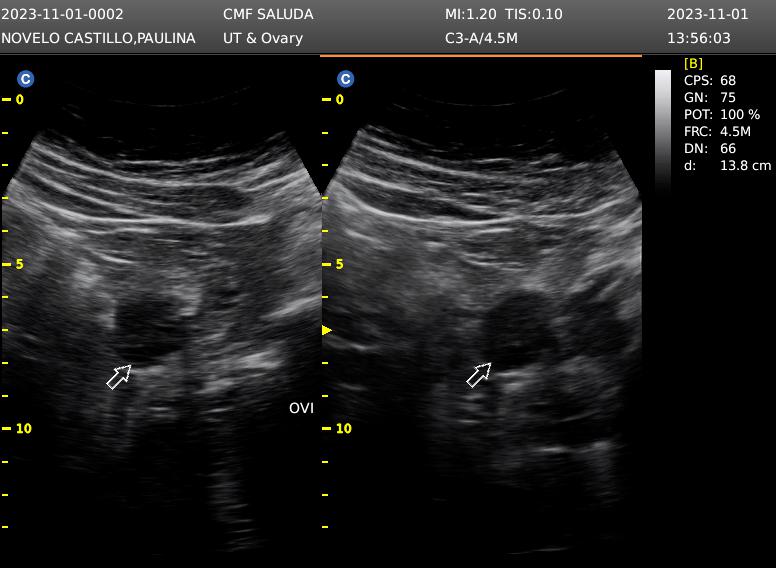 2023-11-01-0002 CMF SALUDA MI:1.20 TIS:0.10 2023-11-01
NOVELO CASTILLO,PAULINA UT & Ovary C3-A/4.5M 13:56:03
C
C
[B]
CPS: 68
GN: 75
POT: 100 %
FRC: 4.5M
DN: 66
d: 13.8 cm
0
0
5
5
OVI
10
10